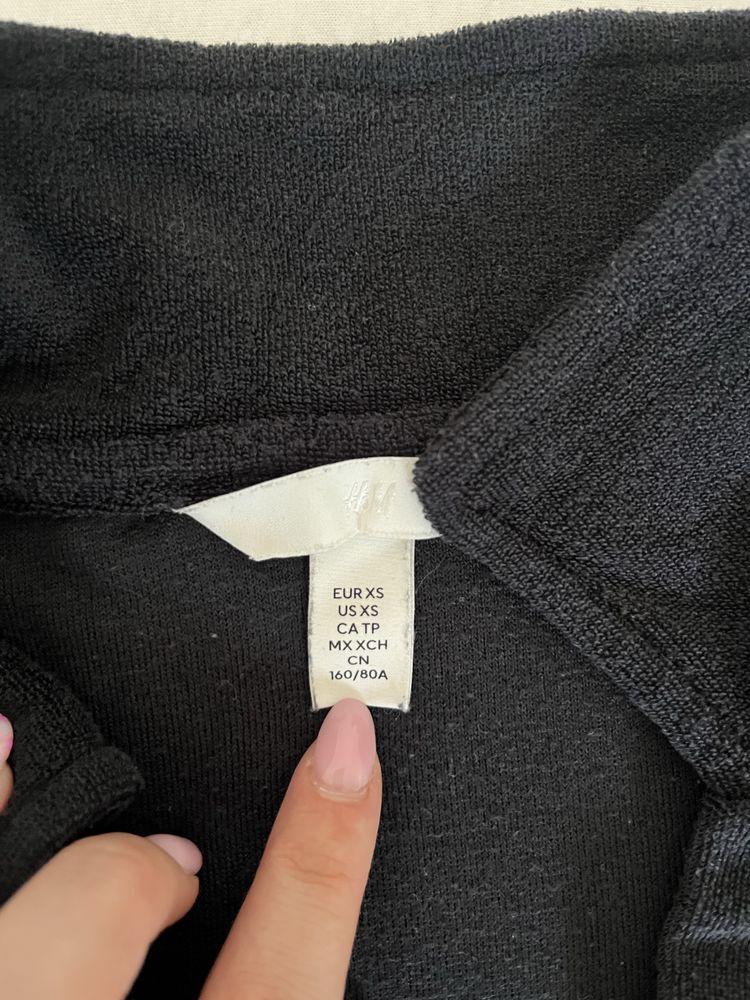 H&M
EUR XS
US XS
CA TP
MX XCH
CN
160/80A